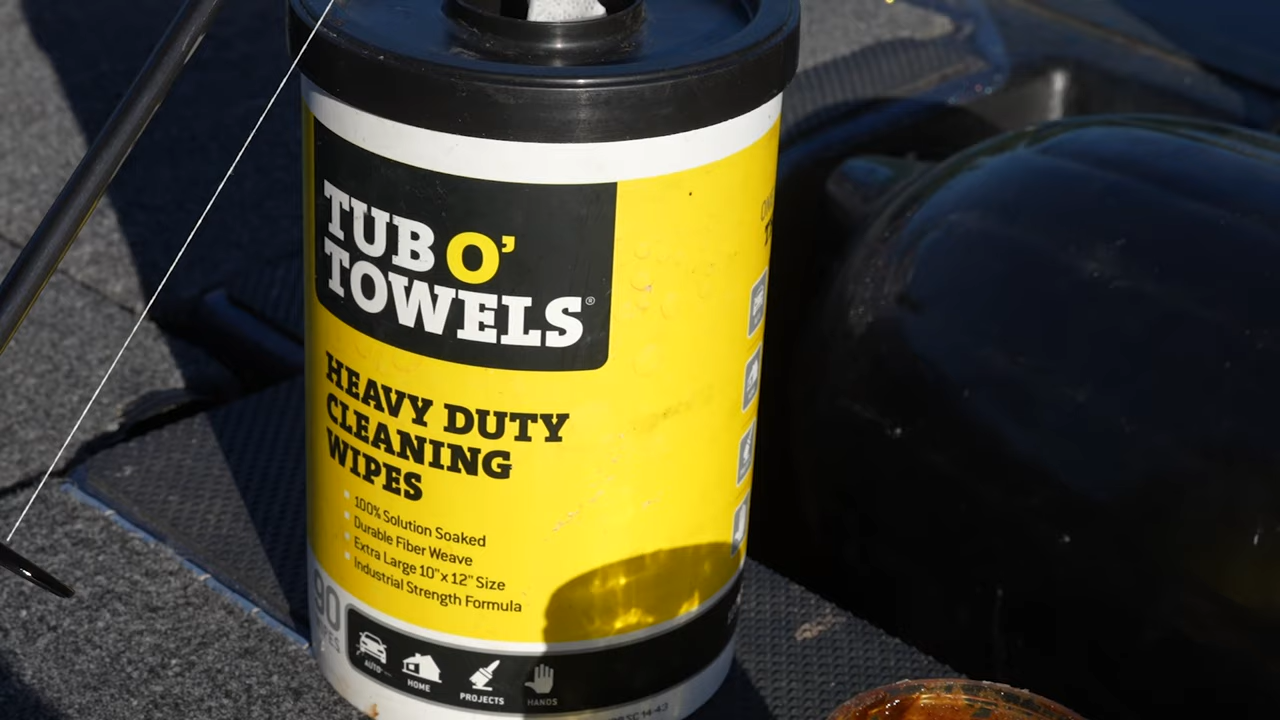 TUB O'
TOWELS®
HEAVY DUTY
CLEANING
WIPES
100% Solution Soaked
Durable Fiber Weave
Extra Large 10" x 12" Size
Industrial Strength Formula
90
AUTO
HOME
PROJECTS
HANDS